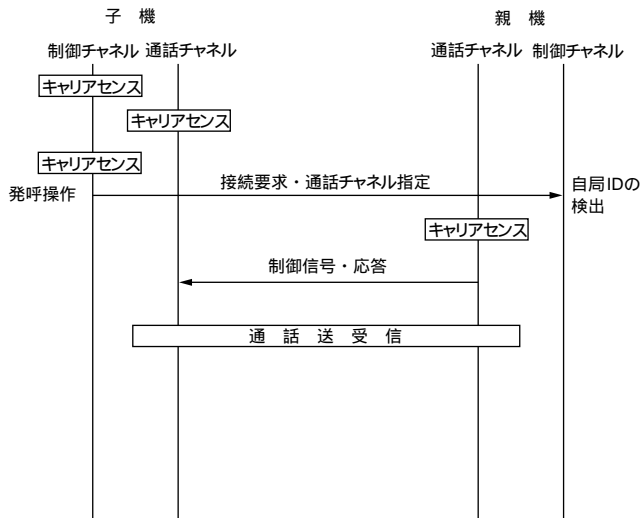 子 機
親 機
制御チャネル 通話チャネル
通話チャネル 制御チャネル
キャリアセンス
キャリアセンス
キャリアセンス
発呼操作
接続要求・通話チャネル指定
自局IDの
検出
キャリアセンス
制御信号・応答
通 話 送 受 信